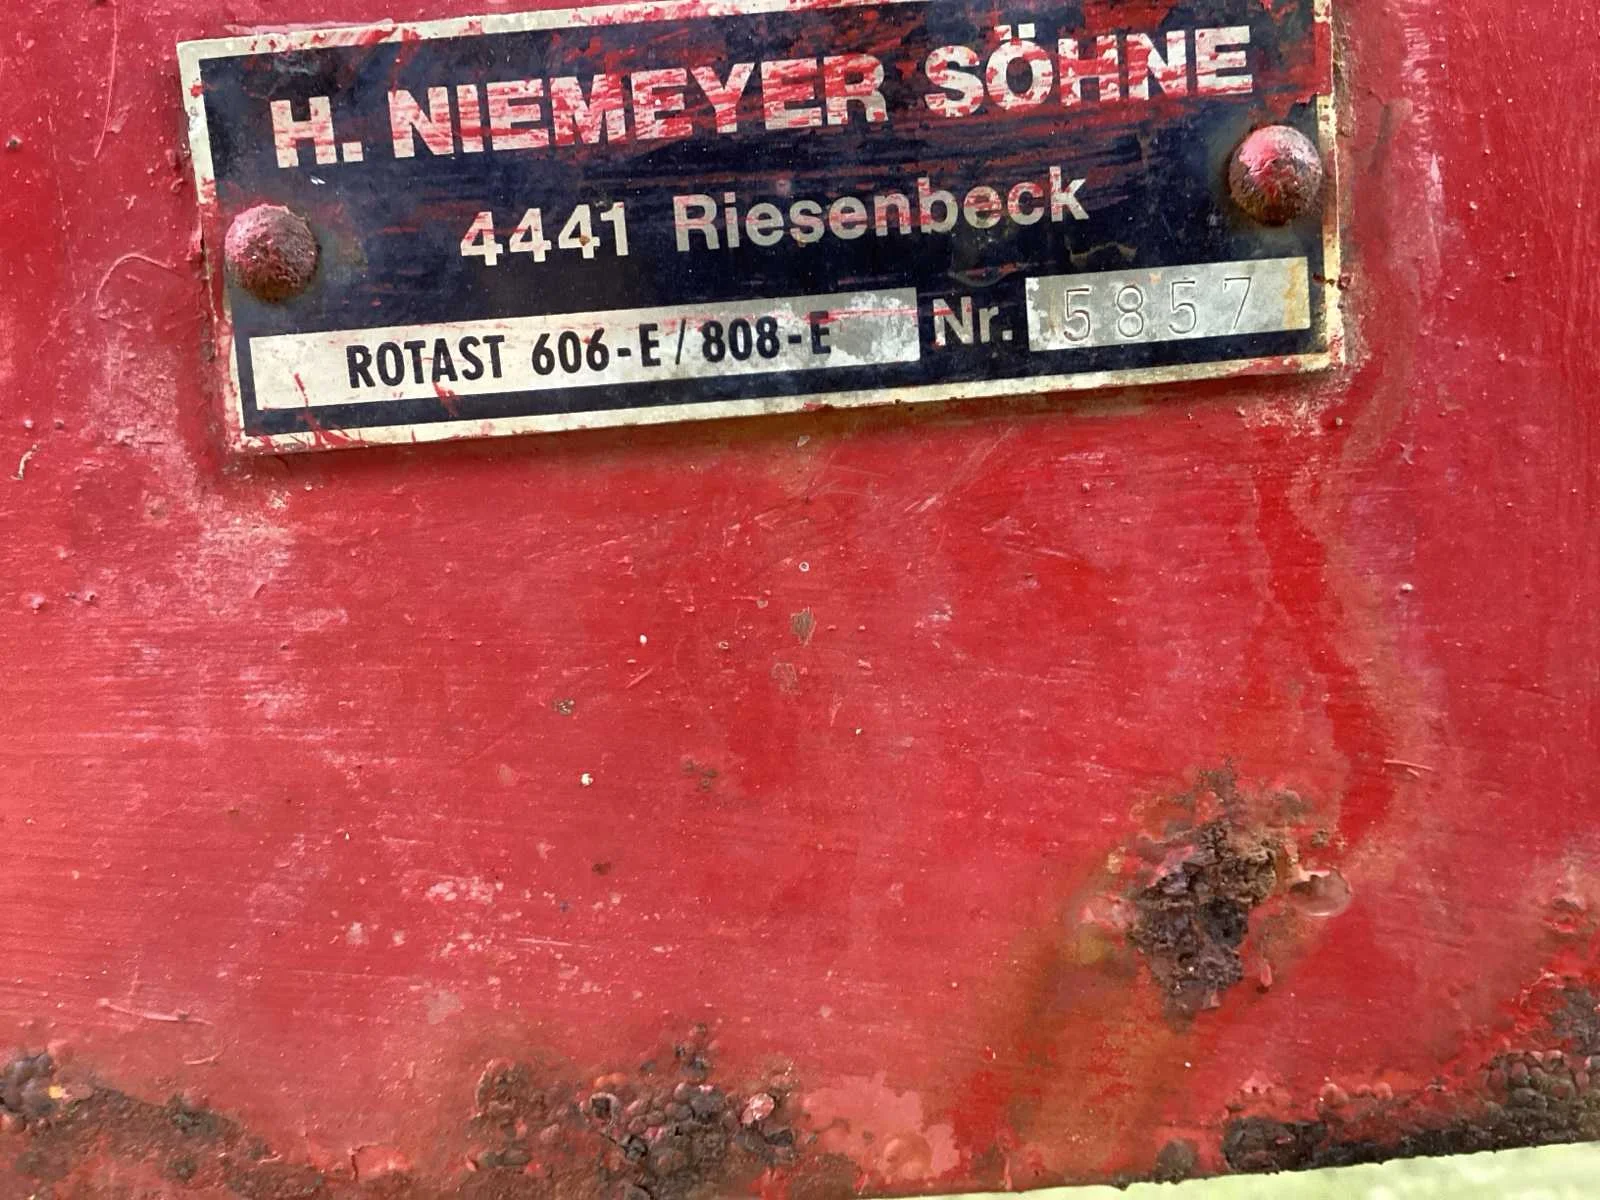 H. NIEMEYER SÖHNE
4441 Riesenbeck
ROTAST 606-E / 808-E Nr. 5857